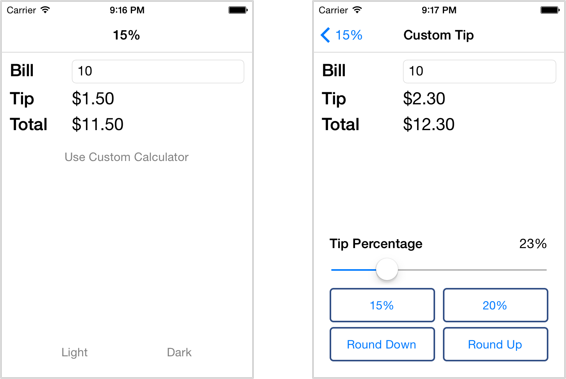 Carrier 9:16 PM
15%
Bill 10
Tip $1.50
Total $11.50
Use Custom Calculator
Light Dark
Carrier 9:17 PM
15% Custom Tip
Bill 10
Tip $2.30
Total $12.30
Tip Percentage 23%
15% 20%
Round Down Round Up